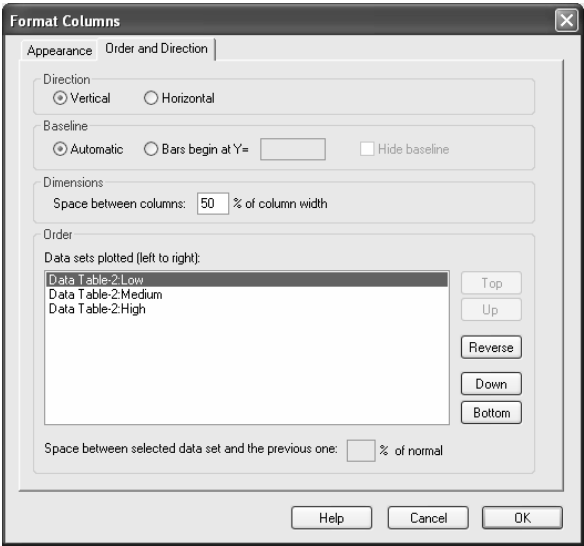 Format Columns
Appearance Order and Direction
Direction
Vertical Horizontal
Baseline
Automatic Bars begin at Y= Hide baseline
Dimensions
Space between columns: 50 % of column width
Order
Data sets plotted (left to right):
Data Table-2:Low
Data Table-2:Medium
Data Table-2:High
Top
Up
Reverse
Down
Bottom
Space between selected data set and the previous one: % of normal
Help Cancel OK